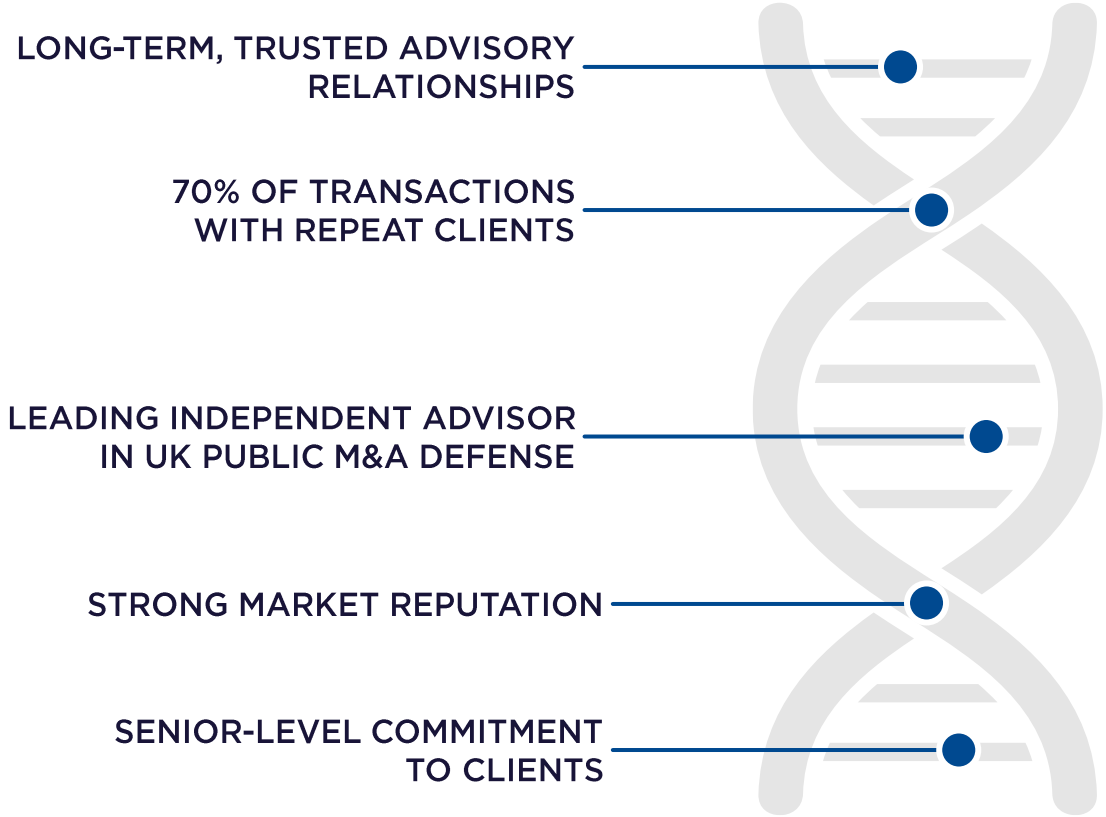 LONG-TERM, TRUSTED ADVISORY
RELATIONSHIPS
70% OF TRANSACTIONS
WITH REPEAT CLIENTS
LEADING INDEPENDENT ADVISOR
IN UK PUBLIC M&A DEFENSE
STRONG MARKET REPUTATION
SENIOR-LEVEL COMMITMENT
TO CLIENTS